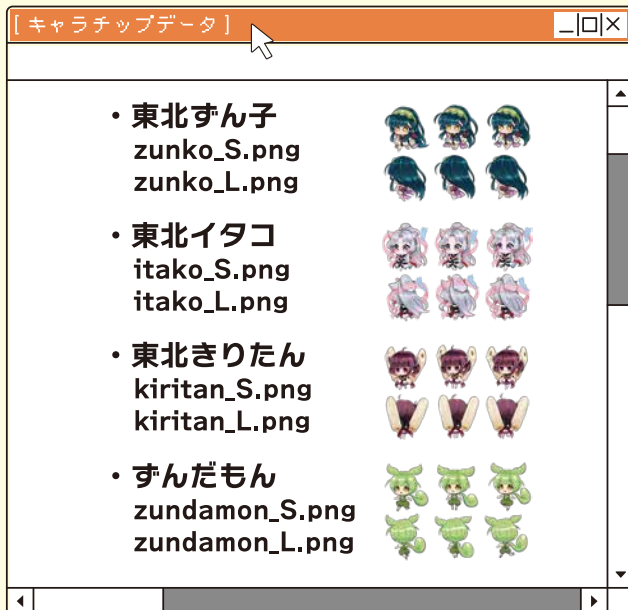 [キャラチップデータ]
・東北ずん子
zunko_S.png
zunko_L.png
・東北イタコ
itako_S.png
itako_L.png
・東北きりたん
kiritan_S.png
kiritan_L.png
・ずんだもん
zundamon_S.png
zundamon_L.png